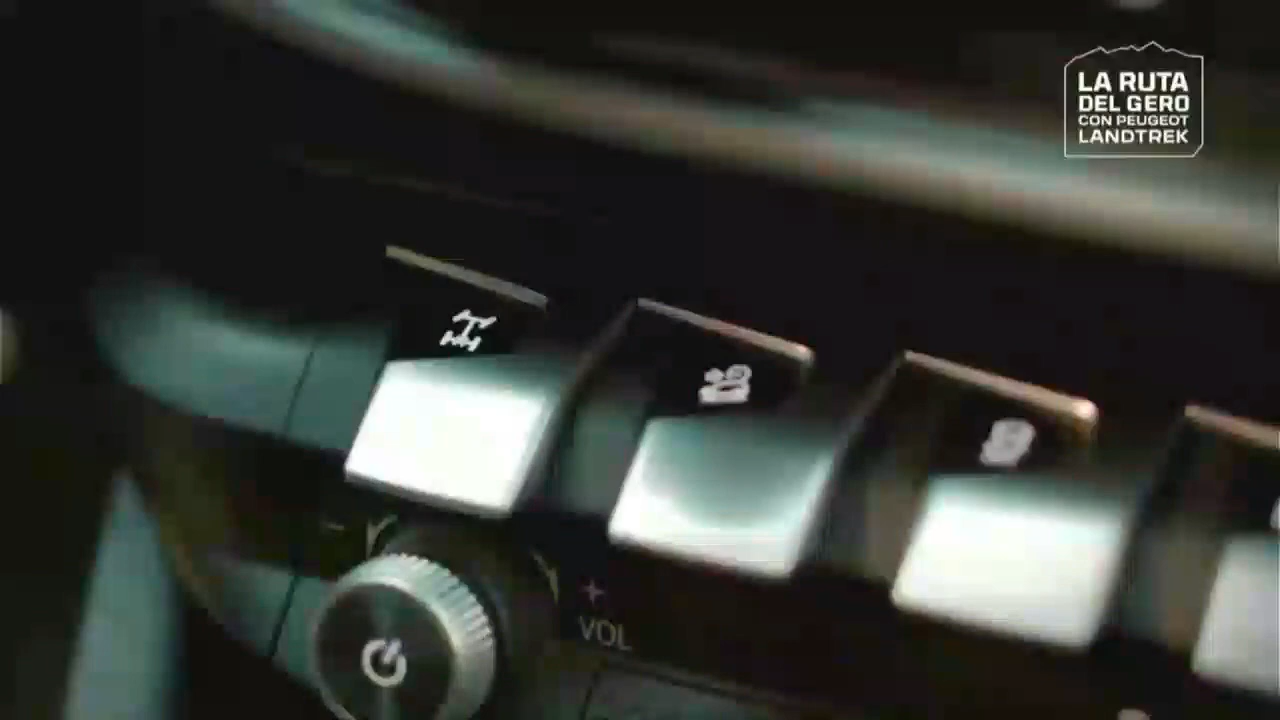 LA RUTA
DEL GERO
CON PEUGEOT
LANDTREK
+
VOL